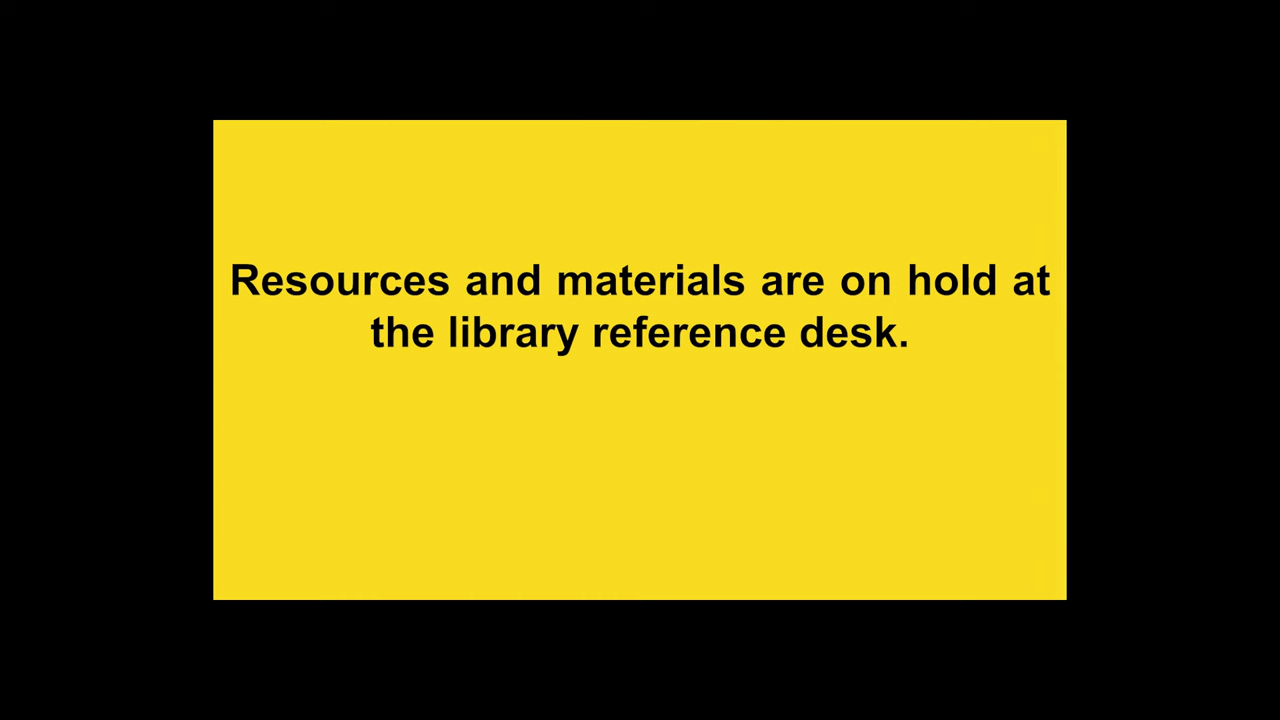 Resources and materials are on hold at
the library reference desk.